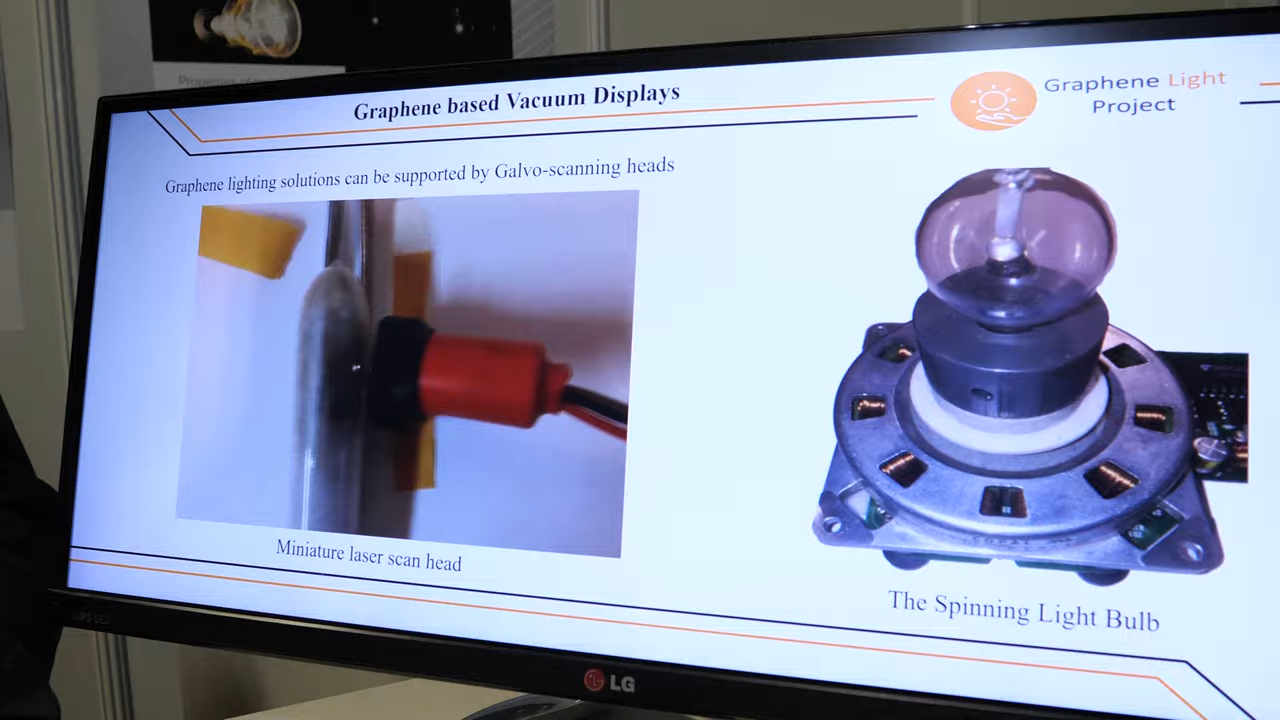 Graphene based Vacuum Displays
Graphene Light
Project
Graphene lighting solutions can be supported by Galvo-scanning heads
Miniature laser scan head
The Spinning Light Bulb
LG